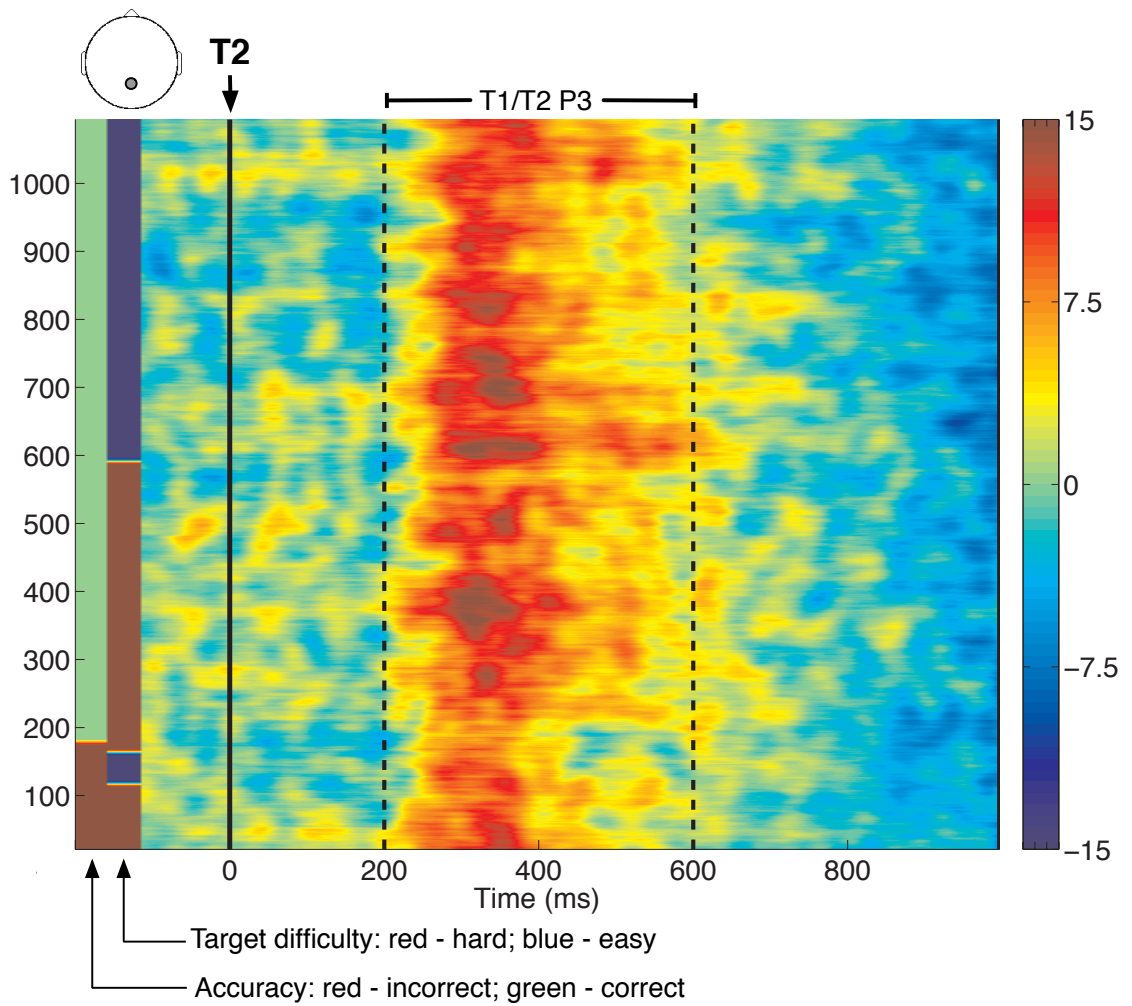 T2
T1/T2 P3
1000
900
800
700
600
500
400
300
200
100
15
7.5
0
−7.5
−15
0 200 400 600 800
Time (ms)
Target difficulty: red - hard; blue - easy
Accuracy: red - incorrect; green - correct